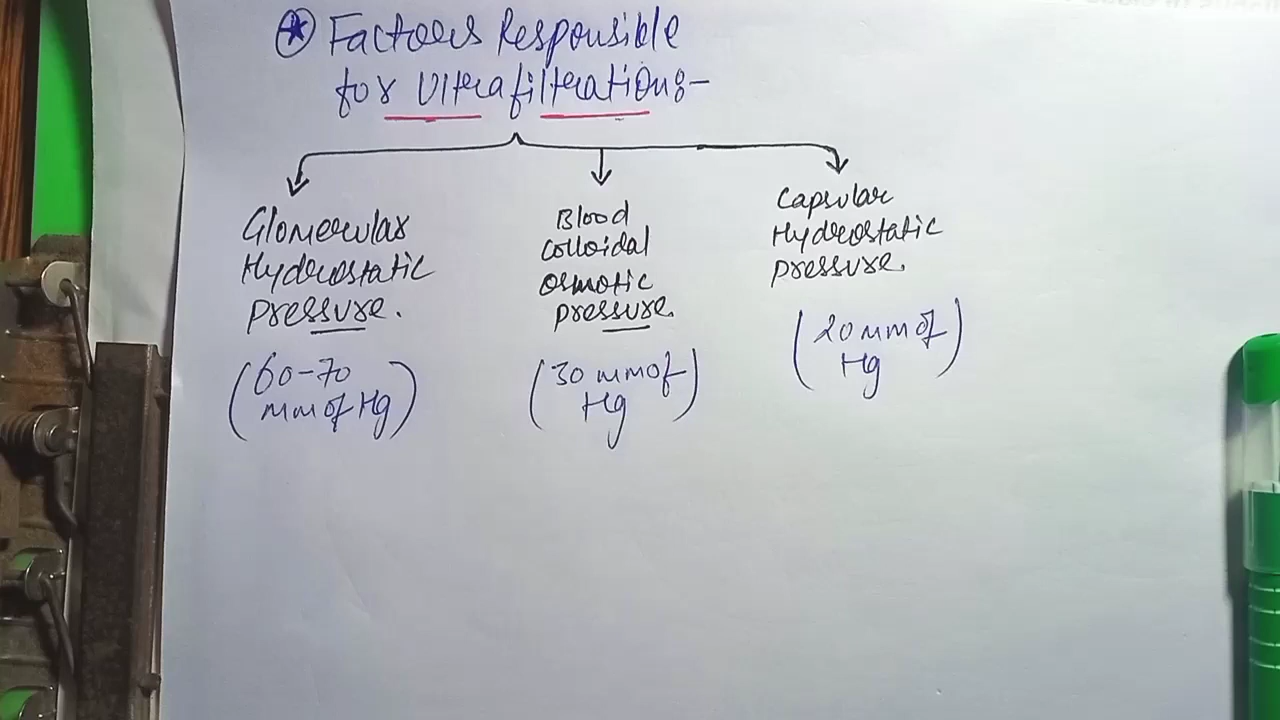 Factors Responsible
for Ultrafiltration:-
Glomerular
Hydrostatic
Pressure.
(60-70
mm of Hg)
Blood
Colloidal
Osmotic
Pressure.
(30 mm of
Hg)
Capsular
Hydrostatic
Pressure.
(20 mm of
Hg)